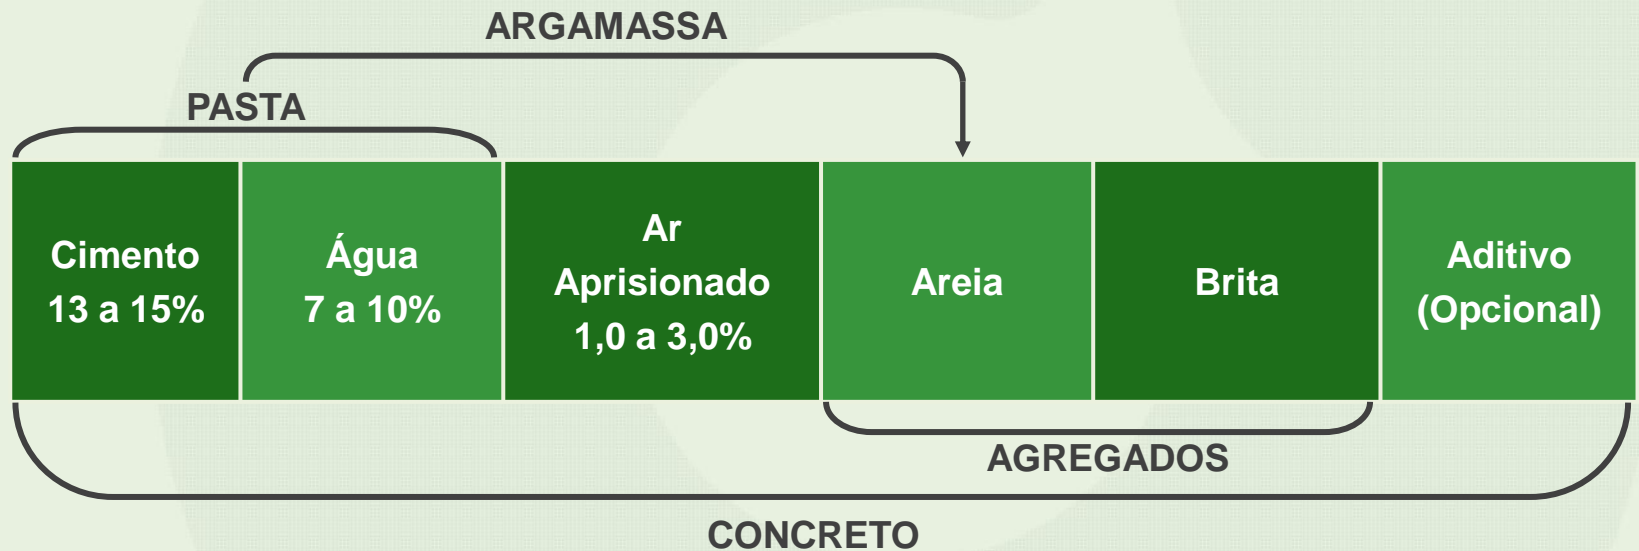 ARGAMASSA
PASTA
Cimento
13 a 15%
Água
7 a 10%
Ar
Aprisionado
1,0 a 3,0%
Areia
Brita
Aditivo
(Opcional)
AGREGADOS
CONCRETO